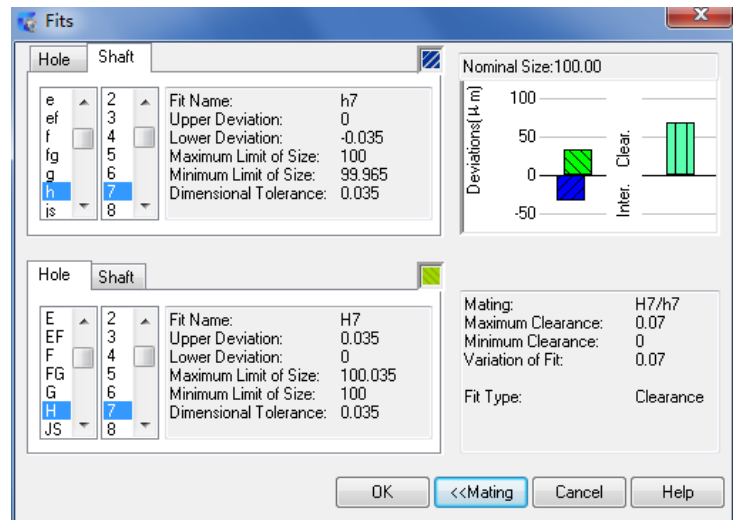 Fits
Hole Shaft
e 2
ef 3
f 4
fg 5
g 6
h 7
js 8
Fit Name: h7
Upper Deviation: 0
Lower Deviation: -0.035
Maximum Limit of Size: 100
Minimum Limit of Size: 99.965
Dimensional Tolerance: 0.035
Nominal Size:100.00
Deviations(μm)
100
50
0
-50
Inter. Clear.
Hole Shaft
E 2
EF 3
F 4
FG 5
G 6
H 7
JS 8
Fit Name: H7
Upper Deviation: 0.035
Lower Deviation: 0
Maximum Limit of Size: 100.035
Minimum Limit of Size: 100
Dimensional Tolerance: 0.035
Mating: H7/h7
Maximum Clearance: 0.07
Minimum Clearance: 0
Variation of Fit: 0.07
Fit Type: Clearance
OK <<Mating Cancel Help